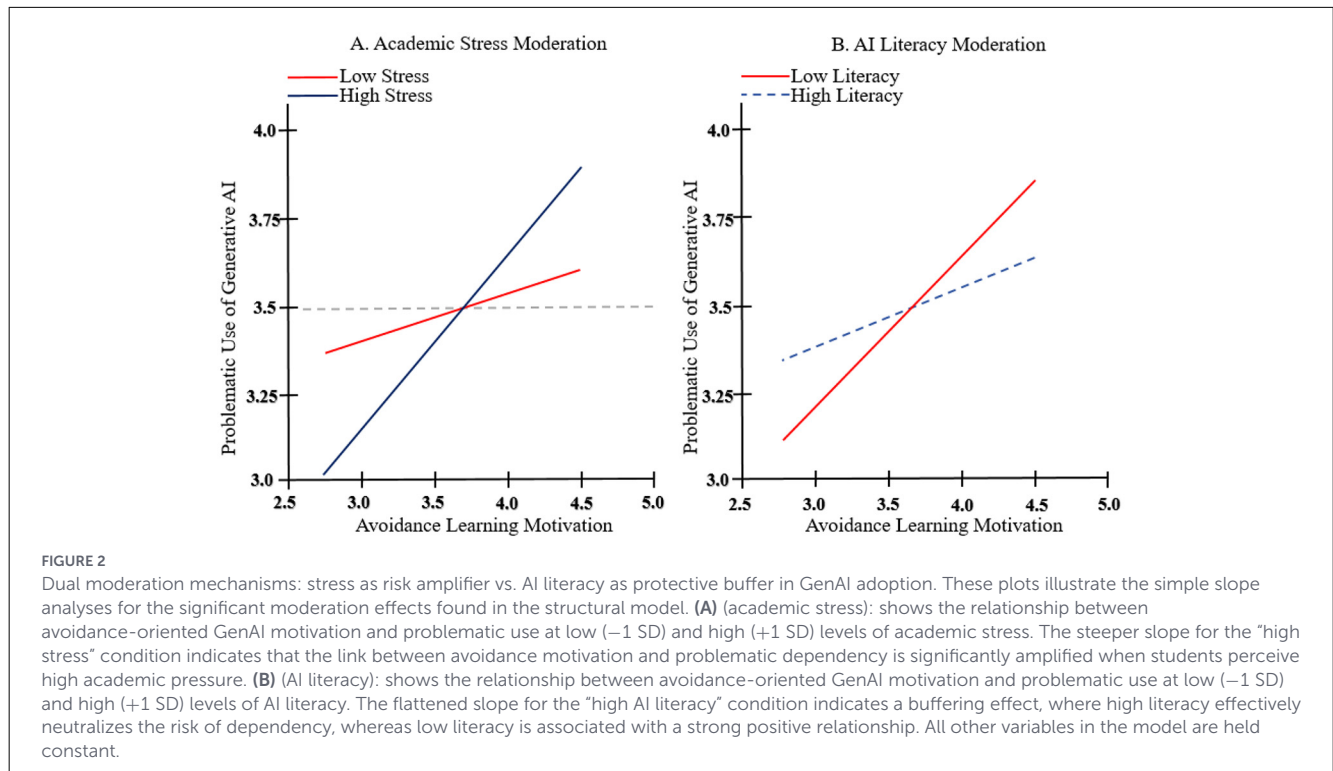 A. Academic Stress Moderation
Low Stress
High Stress
Problematic Use of Generative AI
4.0
3.75
3.5
3.25
3.0
2.5 3.0 3.5 4.0 4.5 5.0
Avoidance Learning Motivation
B. AI Literacy Moderation
Low Literacy
High Literacy
Problematic Use of Generative AI
4.0
3.75
3.5
3.25
3.0
2.5 3.0 3.5 4.0 4.5 5.0
Avoidance Learning Motivation
FIGURE 2
Dual moderation mechanisms: stress as risk amplifier vs. AI literacy as protective buffer in GenAI adoption. These plots illustrate the simple slope
analyses for the significant moderation effects found in the structural model. (A) (academic stress): shows the relationship between
avoidance-oriented GenAI motivation and problematic use at low (−1 SD) and high (+1 SD) levels of academic stress. The steeper slope for the “high
stress” condition indicates that the link between avoidance motivation and problematic dependency is significantly amplified when students perceive
high academic pressure. (B) (AI literacy): shows the relationship between avoidance-oriented GenAI motivation and problematic use at low (−1 SD)
and high (+1 SD) levels of AI literacy. The flattened slope for the “high AI literacy” condition indicates a buffering effect, where high literacy effectively
neutralizes the risk of dependency, whereas low literacy is associated with a strong positive relationship. All other variables in the model are held
constant.